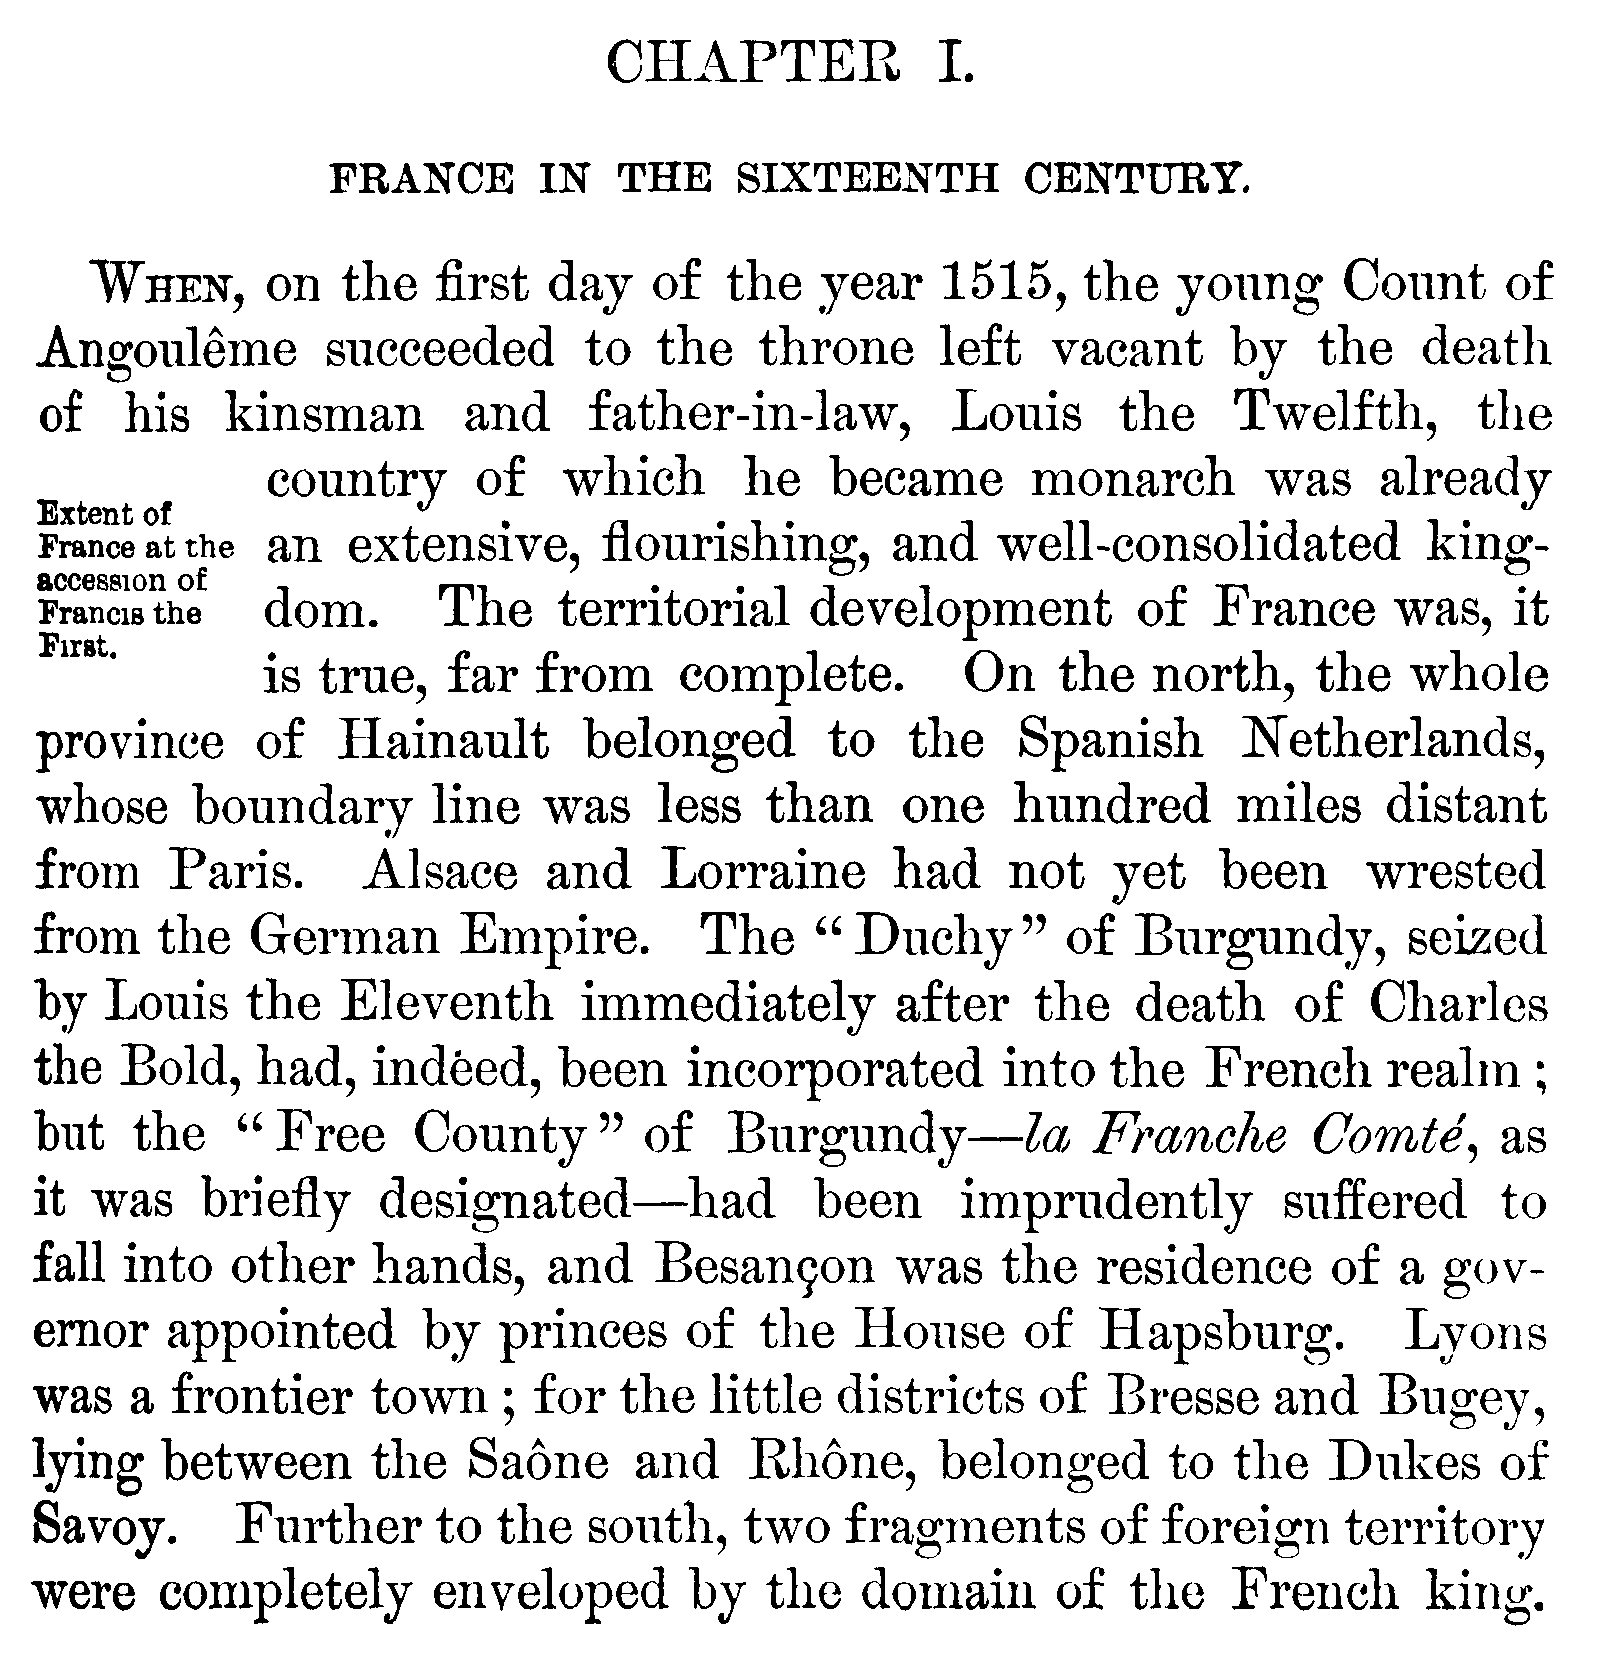 CHAPTER I.
FRANCE IN THE SIXTEENTH CENTURY.
WHEN, on the first day of the year 1515, the young Count of
Angoulême succeeded to the throne left vacant by the death
of his kinsman and father-in-law, Louis the Twelfth, the
country of which he became monarch was already
an extensive, flourishing, and well-consolidated king-
dom. The territorial development of France was, it
is true, far from complete. On the north, the whole
Extent of
France at the
accession of
Francis the
First.
province of Hainault belonged to the Spanish Netherlands,
whose boundary line was less than one hundred miles distant
from Paris. Alsace and Lorraine had not yet been wrested
from the German Empire. The “Duchy” of Burgundy, seized
by Louis the Eleventh immediately after the death of Charles
the Bold, had, indeed, been incorporated into the French realm;
but the “Free County” of Burgundy—la Franche Comté, as
it was briefly designated—had been imprudently suffered to
fall into other hands, and Besançon was the residence of a gov-
ernor appointed by princes of the House of Hapsburg. Lyons
was a frontier town; for the little districts of Bresse and Bugey,
lying between the Saône and Rhône, belonged to the Dukes of
Savoy. Further to the south, two fragments of foreign territory
were completely enveloped by the domain of the French king.